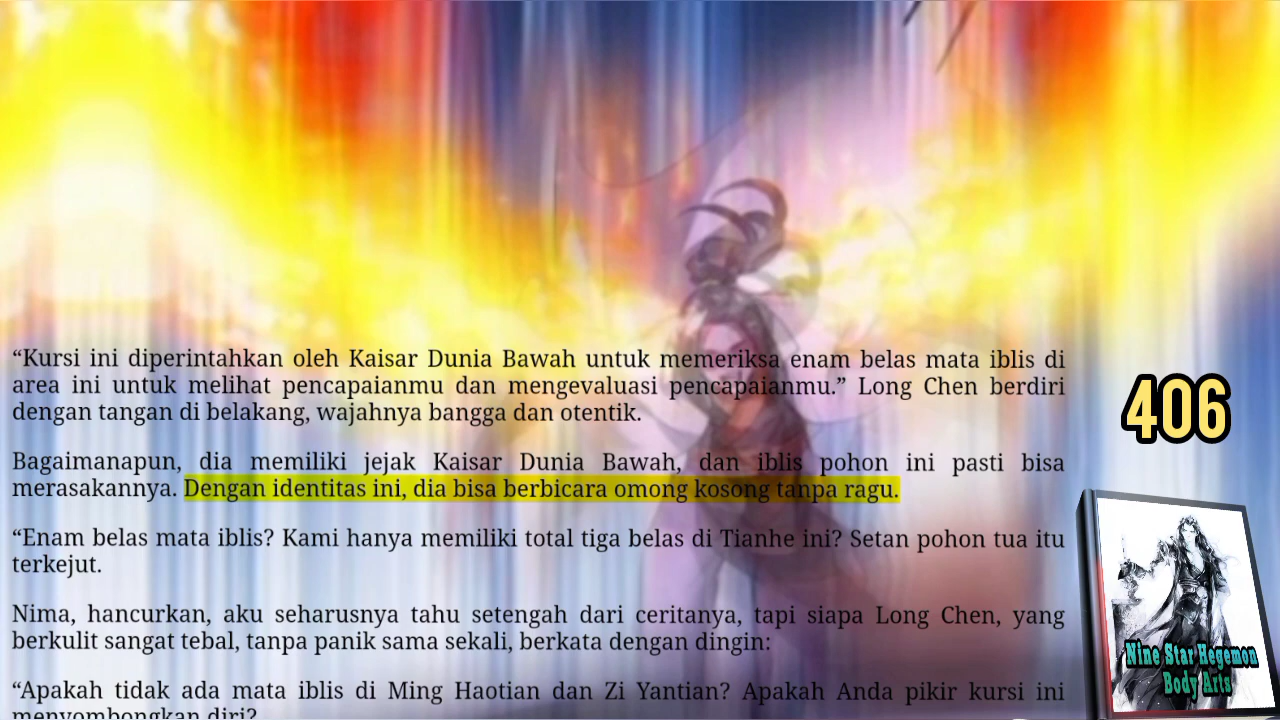 “Kursi ini diperintahkan oleh Kaisar Dunia Bawah untuk memeriksa enam belas mata iblis di
area ini untuk melihat pencapaianmu dan mengevaluasi pencapaianmu.” Long Chen berdiri
dengan tangan di belakang, wajahnya bangga dan otentik.
Bagaimanapun, dia memiliki jejak Kaisar Dunia Bawah, dan iblis pohon ini pasti bisa
merasakannya. Dengan identitas ini, dia bisa berbicara omong kosong tanpa ragu.
“Enam belas mata iblis? Kami hanya memiliki total tiga belas di Tianhe ini? Setan pohon tua itu
terkejut.
Nima, hancurkan, aku seharusnya tahu setengah dari ceritanya, tapi siapa Long Chen, yang
berkulit sangat tebal, tanpa panik sama sekali, berkata dengan dingin:
“Apakah tidak ada mata iblis di Ming Haotian dan Zi Yantian? Apakah Anda pikir kursi ini
menyombongkan diri?
406
Nine Star Hegemon
Body Arts